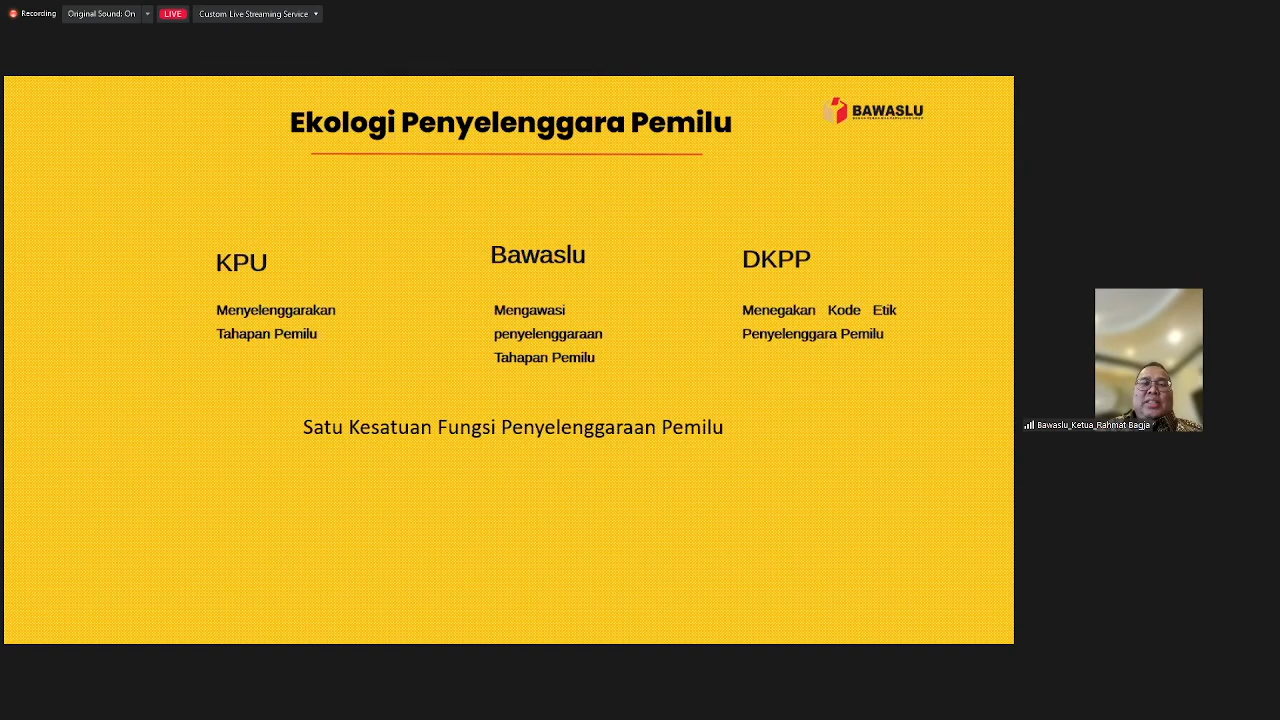 Recording
Original Sound: On
LIVE
Custom Live Streaming Service
Ekologi Penyelenggara Pemilu
BAWASLU
KPU
Menyelenggarakan
Tahapan Pemilu
Bawaslu
Mengawasi
penyelenggaraan
Tahapan Pemilu
DKPP
Menegakan Kode Etik
Penyelenggara Pemilu
Satu Kesatuan Fungsi Penyelenggaraan Pemilu
Bawaslu_Ketua_Rahmat Bagja